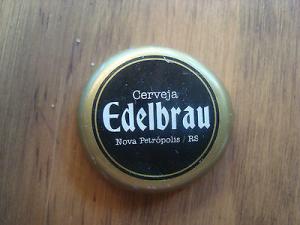 Cerveja
Edelbrau
Nova Petrópolis / RS